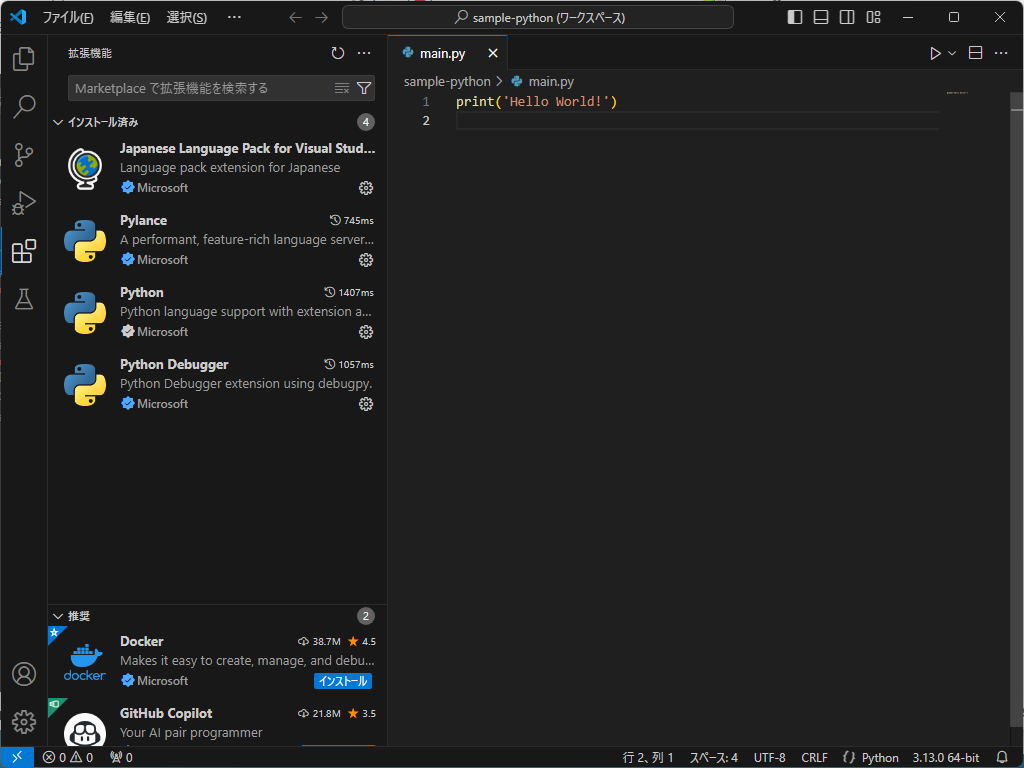 ファイル(F) 編集(E) 選択(S) ··· sample-python (ワークスペース)
拡張機能
Marketplace で拡張機能を検索する
インストール済み 4
Japanese Language Pack for Visual Stud...
Language pack extension for Japanese
Microsoft
Pylance 745ms
A performant, feature-rich language server...
Microsoft
Python 1407ms
Python language support with extension a...
Microsoft
Python Debugger 1057ms
Python Debugger extension using debugpy.
Microsoft
推奨 2
Docker 38.7M 4.5
Makes it easy to create, manage, and debu...
docker
Microsoft インストール
GitHub Copilot 21.8M 3.5
Your AI pair programmer
main.py
sample-python > main.py
1 print('Hello World!')
2
0 0 0 行 2、列 1 スペース: 4 UTF-8 CRLF Python 3.13.0 64-bit